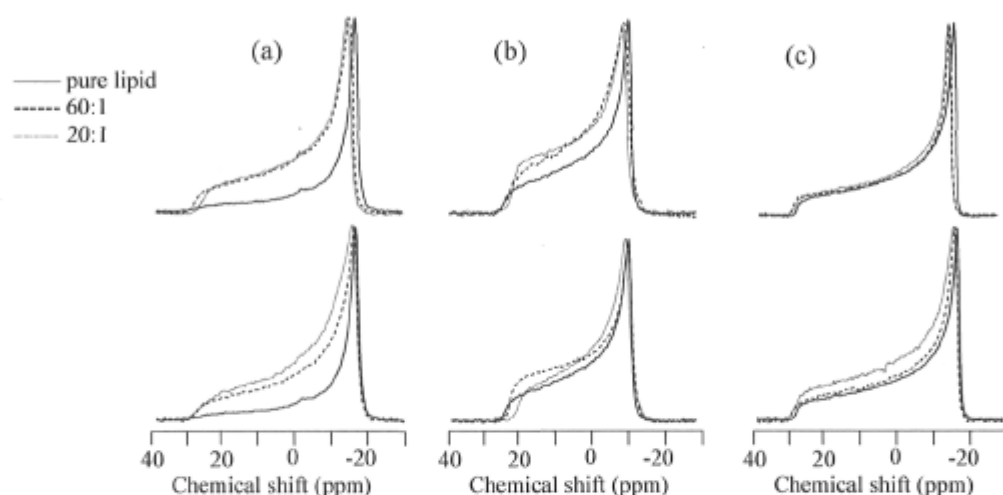 (a) (b) (c)
pure lipid
60:1
20:1
40 20 0 -20 40 20 0 -20 40 20 0 -20
Chemical shift (ppm) Chemical shift (ppm) Chemical shift (ppm)